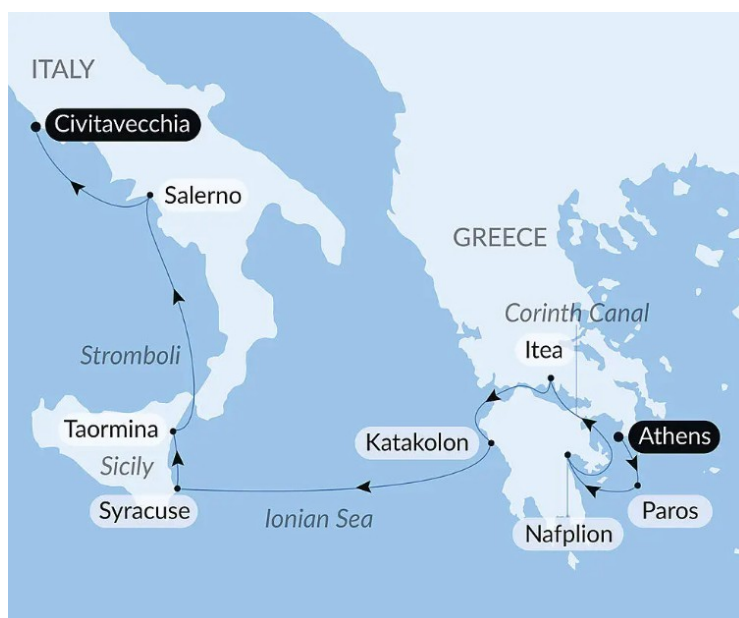 ITALY
Civitavecchia
Salerno
GREECE
Corinth Canal
Itea
Stromboli
Taormina
Katakolon
Athens
Sicily
Syracuse
Ionian Sea
Paros
Nafplion